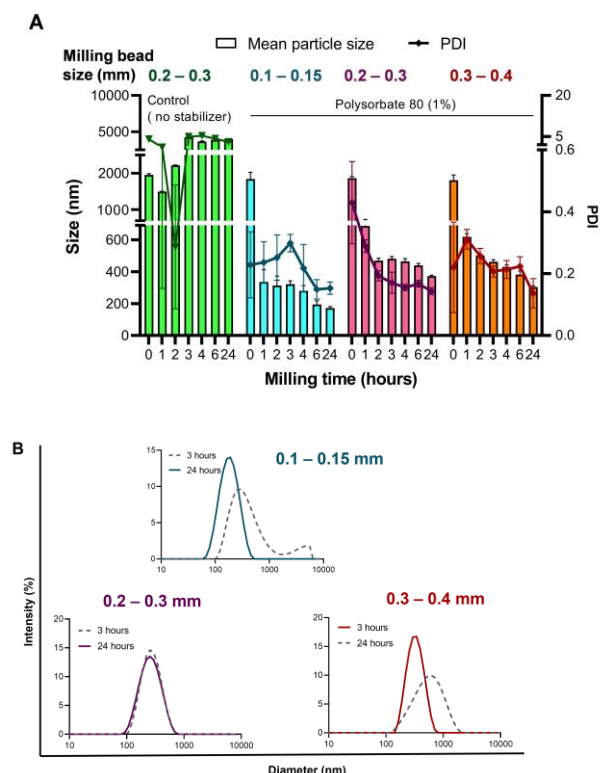 A
Mean particle size PDI
Milling bead
size (mm) 0.2 – 0.3 0.1 – 0.15 0.2 – 0.3 0.3 – 0.4
Control
( no stabilizer)
Polysorbate 80 (1%)
10000
5000
2000
1000
600
400
200
0
Size (nm)
20
5
0.6
0.4
0.2
0.0
PDI
0 1 2 3 4 6 24 0 1 2 3 4 6 24 0 1 2 3 4 6 24 0 1 2 3 4 6 24
Milling time (hours)
B
0.1 – 0.15 mm
3 hours
24 hours
15
10
5
0
10 100 1000 10000
Intensity (%)
0.2 – 0.3 mm
3 hours
24 hours
20
15
10
5
0
10 100 1000 10000
0.3 – 0.4 mm
3 hours
24 hours
20
15
10
5
0
10 100 1000 10000
Diameter (nm)